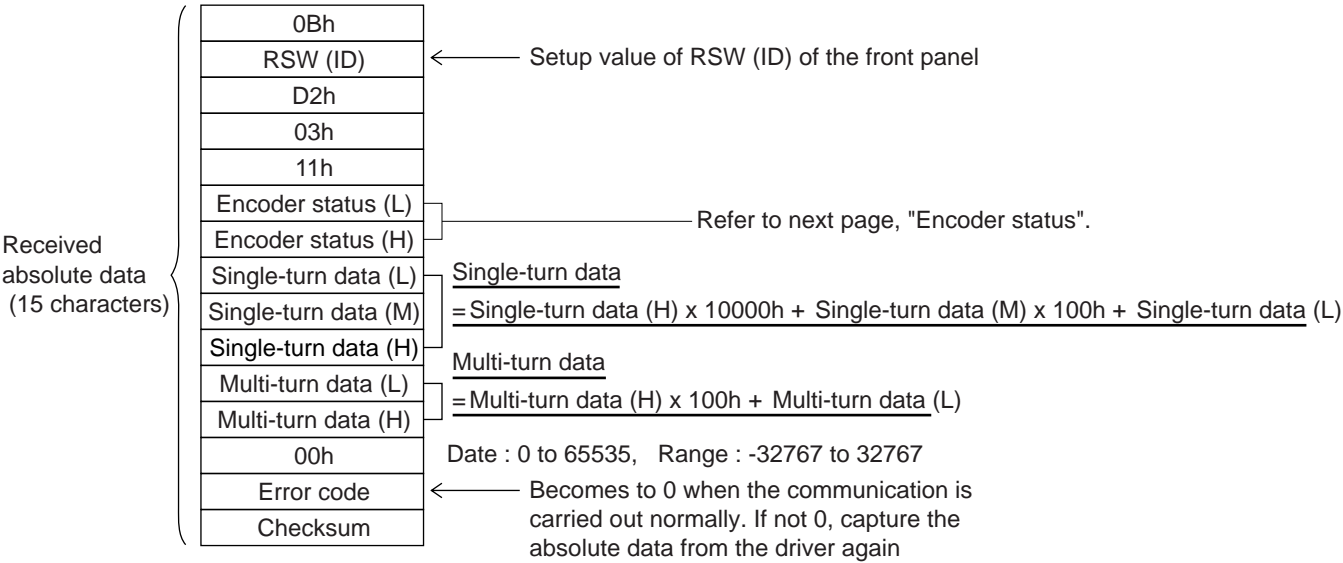 0Bh
RSW (ID)
Setup value of RSW (ID) of the front panel
D2h
03h
11h
Encoder status (L)
Encoder status (H)
Refer to next page, "Encoder status".
Received
absolute data
(15 characters)
Single-turn data (L)
Single-turn data (M)
Single-turn data (H)
Single-turn data
=Single-turn data (H) x 10000h + Single-turn data (M) x 100h + Single-turn data (L)
Multi-turn data (L)
Multi-turn data (H)
Multi-turn data
=Multi-turn data (H) x 100h + Multi-turn data (L)
00h
Date : 0 to 65535, Range : -32767 to 32767
Error code
Becomes to 0 when the communication is
carried out normally. If not 0, capture the
absolute data from the driver again
Checksum